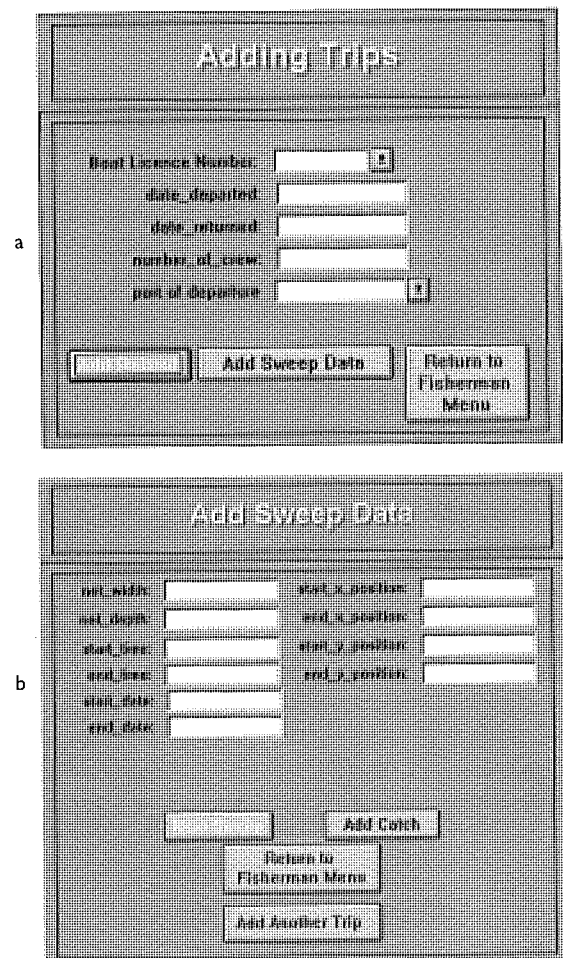 a
Adding Trips
Boat Licence Number:
date_departed:
date_returned:
number_of_crew:
port of departure
Add Sweep Data
Return to
Fisherman
Menu
b
Add Sweep Data
net_width:
start_x_position:
net_depth:
end_x_position:
start_time:
start_y_position:
end_time:
end_y_position:
start_date:
end_date:
Add Catch
Return to
Fisherman Menu
Add Another Trip